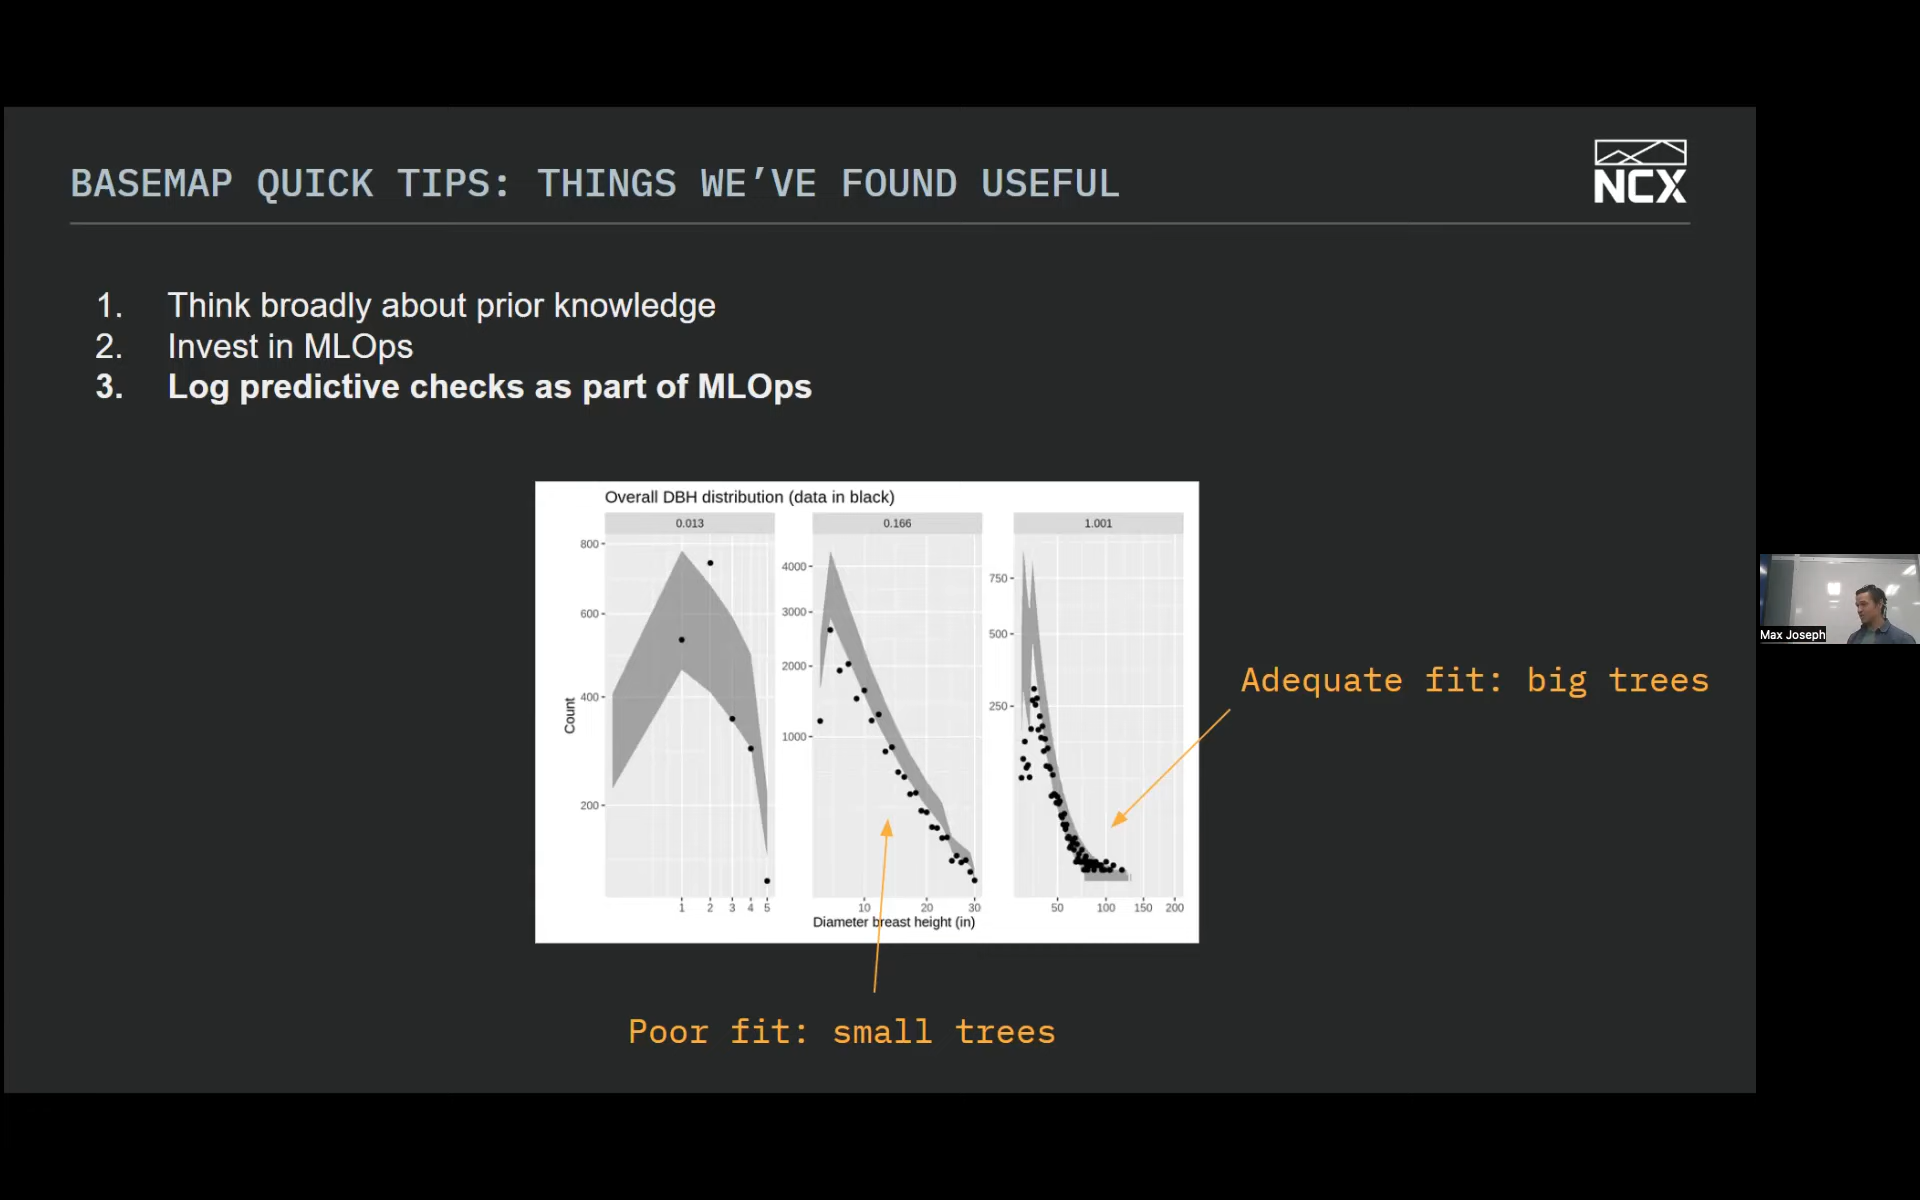 BASEMAP QUICK TIPS: THINGS WE’VE FOUND USEFUL
NCX
1. Think broadly about prior knowledge
2. Invest in MLOps
3. Log predictive checks as part of MLOps
Overall DBH distribution (data in black)
0.013 0.166 1.001
Count
800
600
400
200
4000
3000
2000
1000
750
500
250
1 2 3 4 5
10 20 30
50 100 150 200
Diameter breast height (in)
Adequate fit: big trees
Poor fit: small trees
Max Joseph